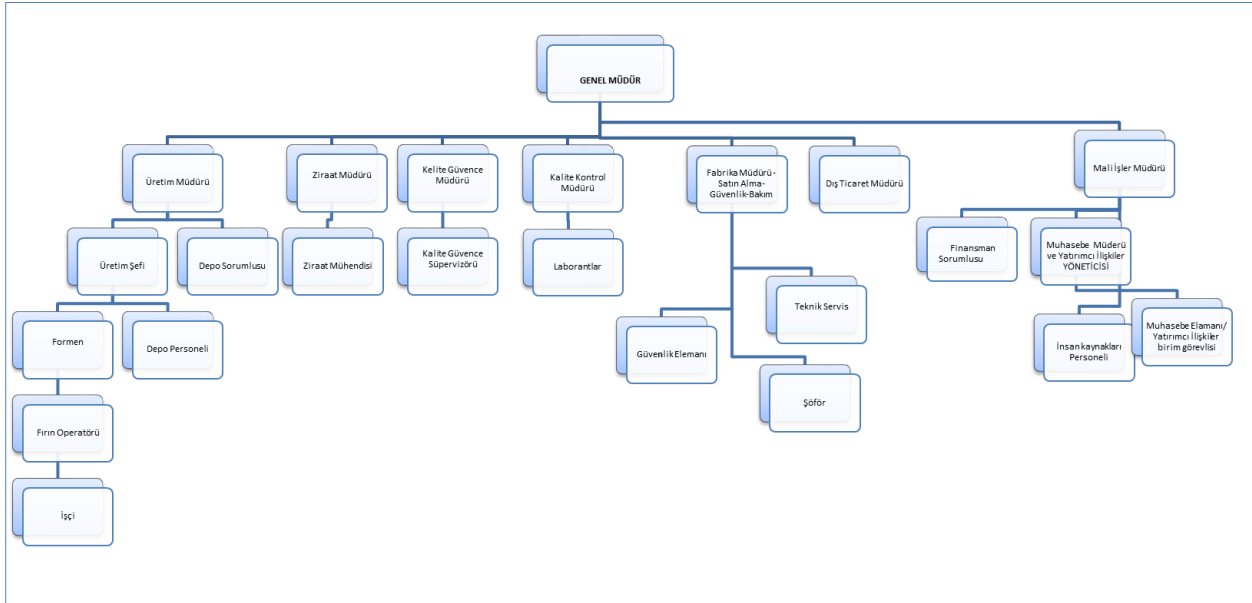 GENEL MÜDÜR
Üretim Müdürü
Ziraat Müdürü
Kelite Güvence
Müdürü
Kalite Kontrol
Müdürü
Fabrika Müdürü-
Satın Alma-
Güvenlik-Bakım
Dış Ticaret Müdürü
Mali İşler Müdürü
Üretim Şefi
Depo Sorumlusu
Ziraat Mühendisi
Kalite Güvence
Süpervizörü
Laborantlar
Finansman
Sorumlusu
Muhasebe Müderü
ve Yatırımcı İlişkiler
YÖNETİCİSİ
Formen
Depo Personeli
Güvenlik Elemanı
Teknik Servis
İnsan kaynakları
Personeli
Muhasebe Elamanı/
Yatırımcı İlişkiler
birim görevlisi
Şöför
Fırın Operatörü
İşçi